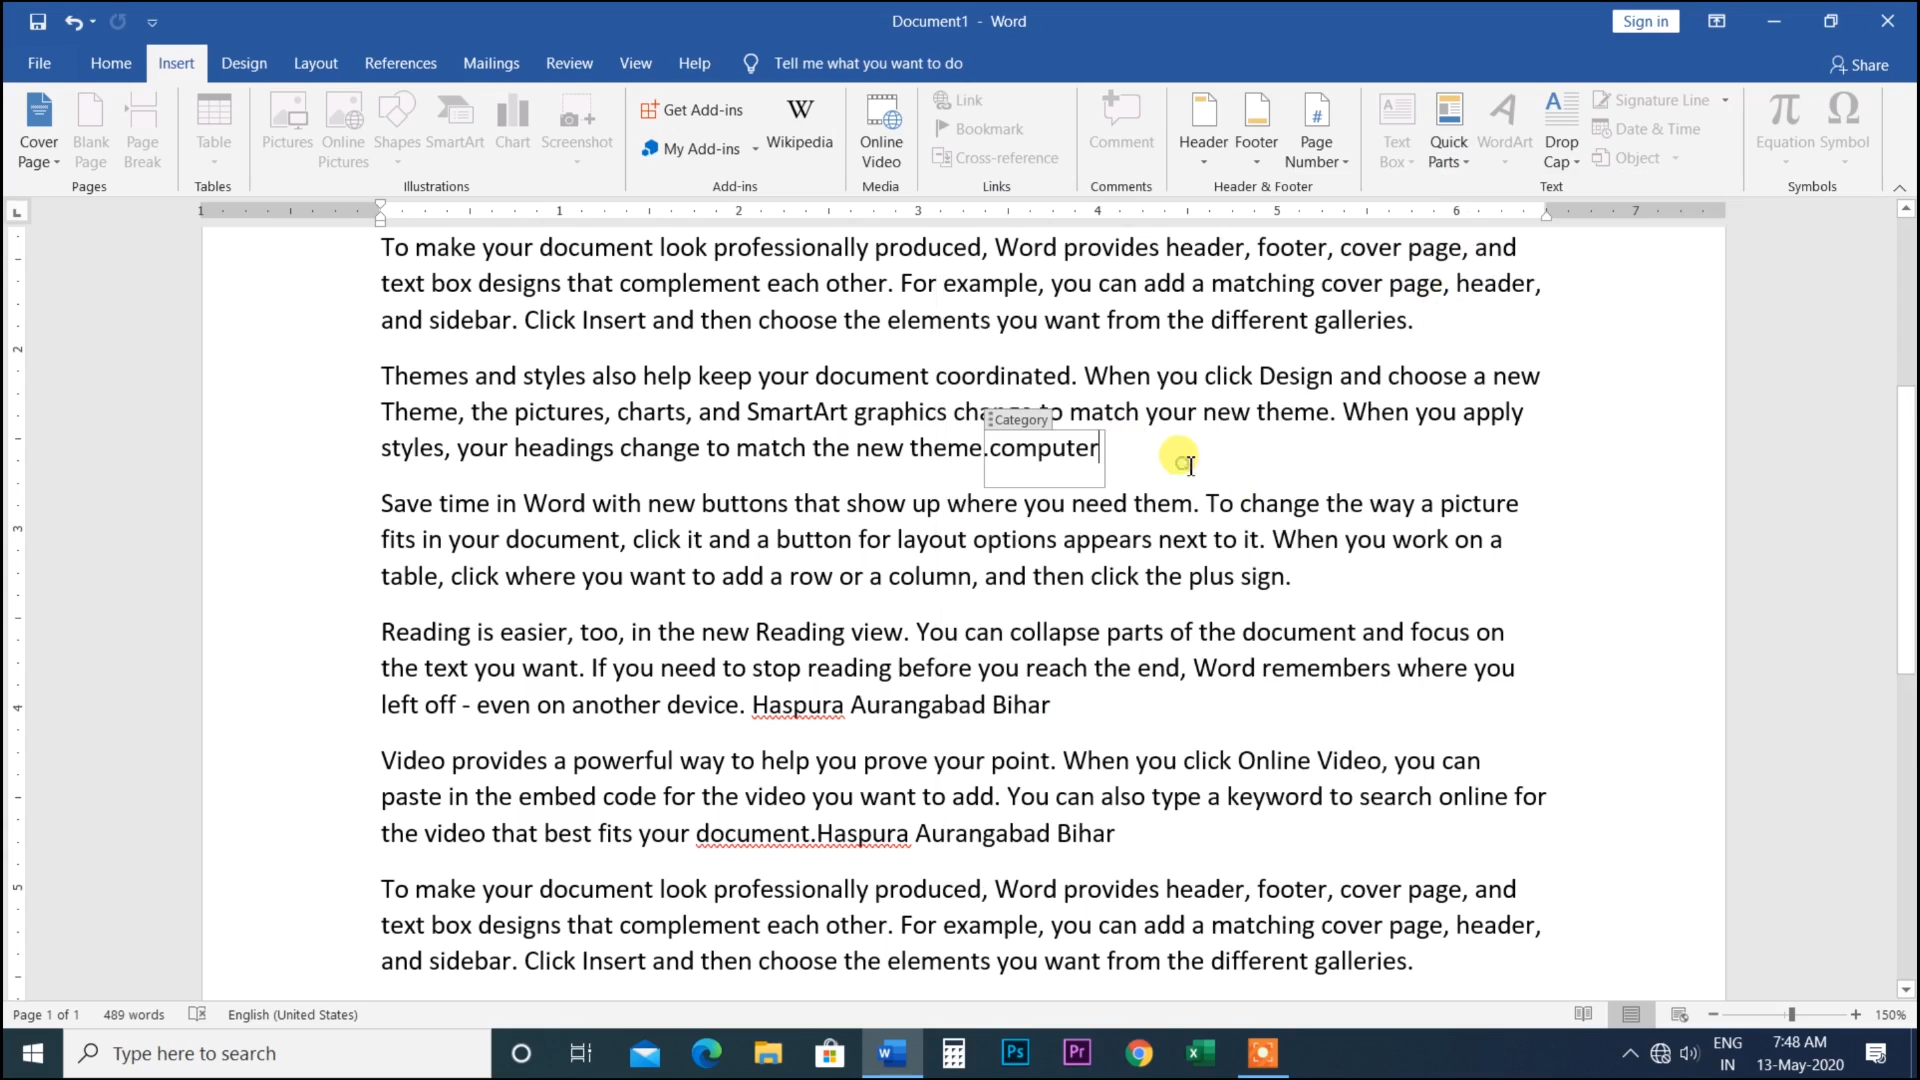 Document1 - Word
Sign in
File Home Insert Design Layout References Mailings Review View Help Tell me what you want to do
Share
Cover Page
Blank Page
Page Break
Pages
Table
Tables
Pictures
Online Pictures
Shapes
SmartArt
Chart
Screenshot
Illustrations
Get Add-ins
My Add-ins
W
Wikipedia
Add-ins
Online Video
Media
Link
Bookmark
Cross-reference
Links
Comment
Comments
Header
Footer
#
Page Number
Header & Footer
A
Text Box
Quick Parts
A
WordArt
A
Drop Cap
Signature Line
Date & Time
Object
Text
π
Equation
Ω
Symbol
Symbols
L
1 1 2 3 4 5 6 7
2
3
4
5
To make your document look professionally produced, Word provides header, footer, cover page, and
text box designs that complement each other. For example, you can add a matching cover page, header,
and sidebar. Click Insert and then choose the elements you want from the different galleries.
Themes and styles also help keep your document coordinated. When you click Design and choose a new
Theme, the pictures, charts, and SmartArt graphics change to match your new theme. When you apply
Category
styles, your headings change to match the new theme.computer
Save time in Word with new buttons that show up where you need them. To change the way a picture
fits in your document, click it and a button for layout options appears next to it. When you work on a
table, click where you want to add a row or a column, and then click the plus sign.
Reading is easier, too, in the new Reading view. You can collapse parts of the document and focus on
the text you want. If you need to stop reading before you reach the end, Word remembers where you
left off - even on another device. Haspura Aurangabad Bihar
Video provides a powerful way to help you prove your point. When you click Online Video, you can
paste in the embed code for the video you want to add. You can also type a keyword to search online for
the video that best fits your document.Haspura Aurangabad Bihar
To make your document look professionally produced, Word provides header, footer, cover page, and
text box designs that complement each other. For example, you can add a matching cover page, header,
and sidebar. Click Insert and then choose the elements you want from the different galleries.
Page 1 of 1 489 words English (United States) 150%
Type here to search
W
Ps
Pr
X
ENG
IN
7:48 AM
13-May-2020